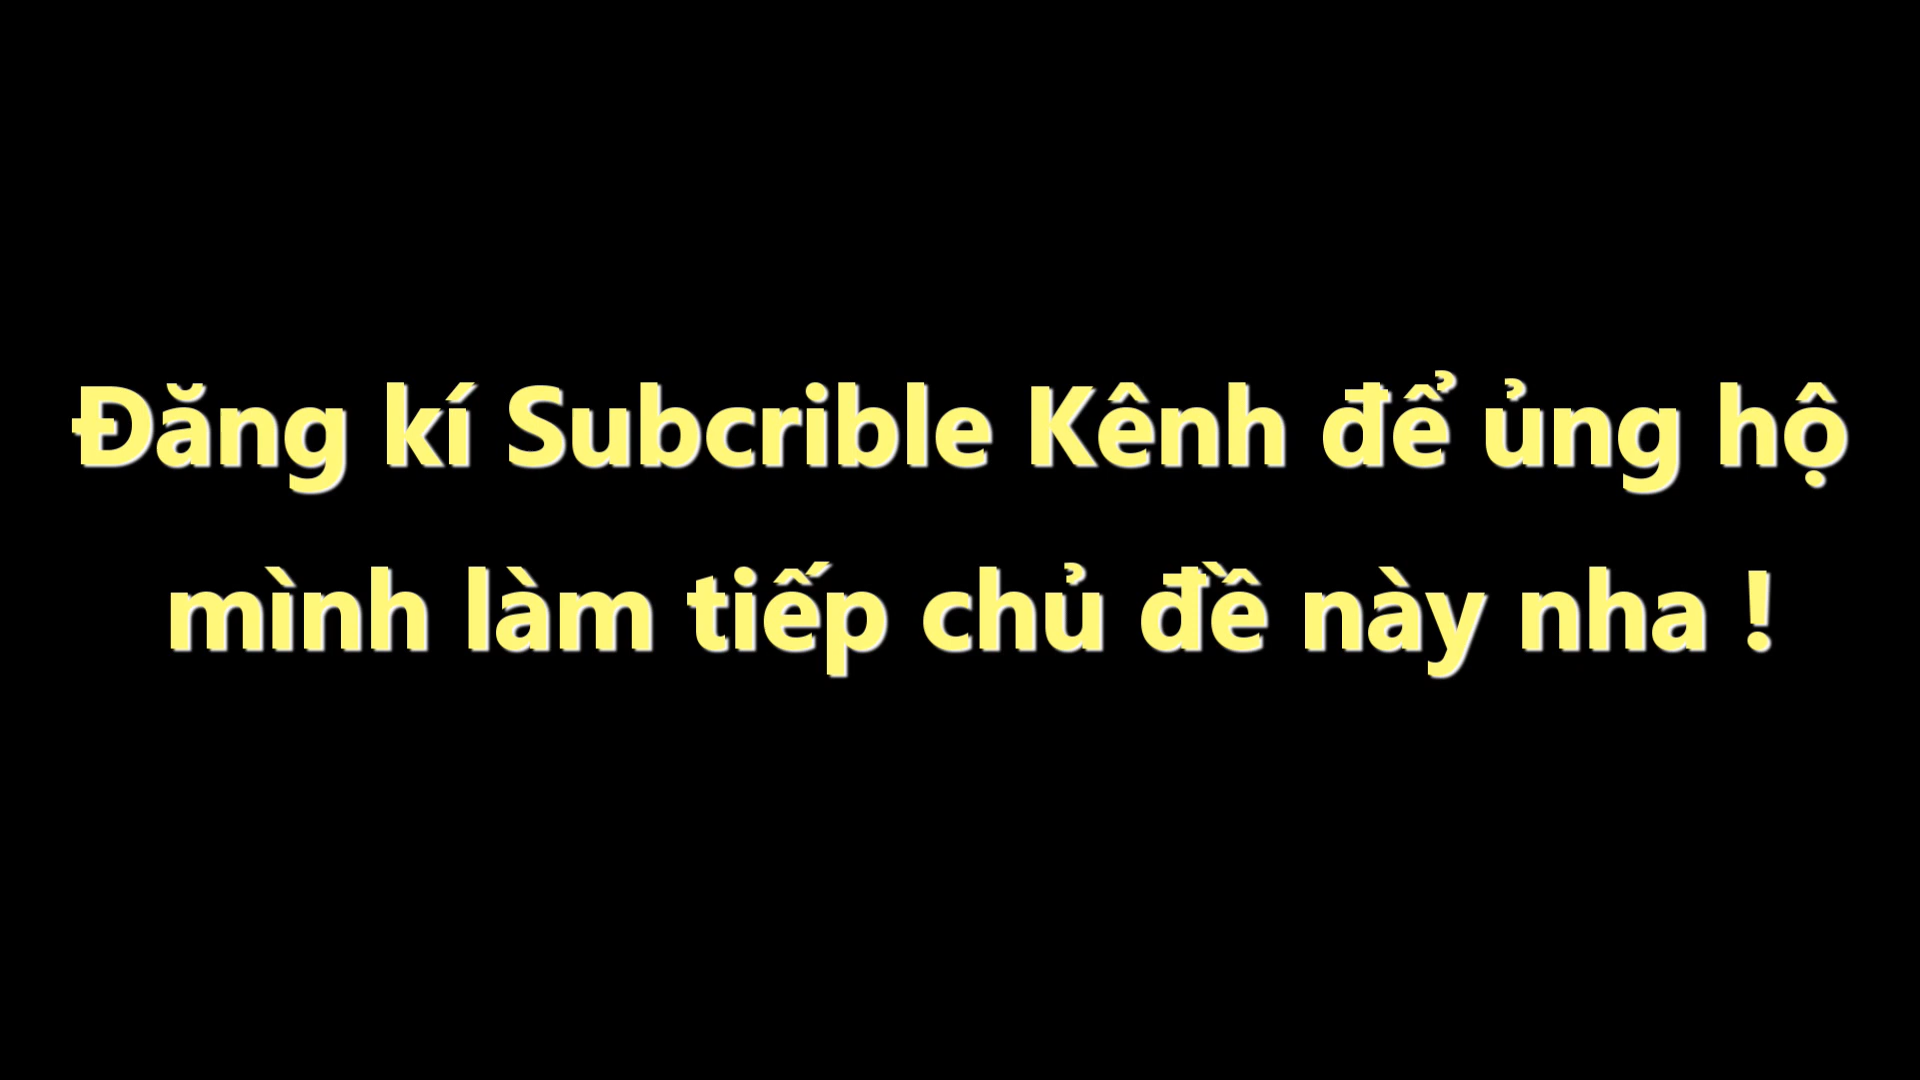 Đăng kí Subcrible Kênh để ủng hộ
mình làm tiếp chủ đề này nha !